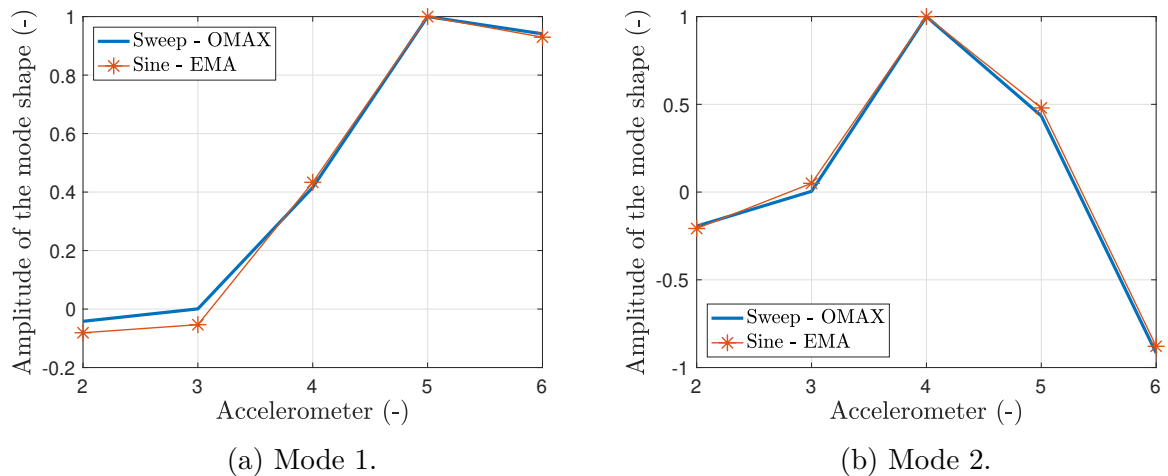 Amplitude of the mode shape (-)
1
0.8
0.6
0.4
0.2
0
-0.2
Sweep - OMAX
Sine - EMA
2 3 4 5 6
Accelerometer (-)
(a) Mode 1.
Amplitude of the mode shape (-)
1
0.5
0
-0.5
-1
Sweep - OMAX
Sine - EMA
2 3 4 5 6
Accelerometer (-)
(b) Mode 2.